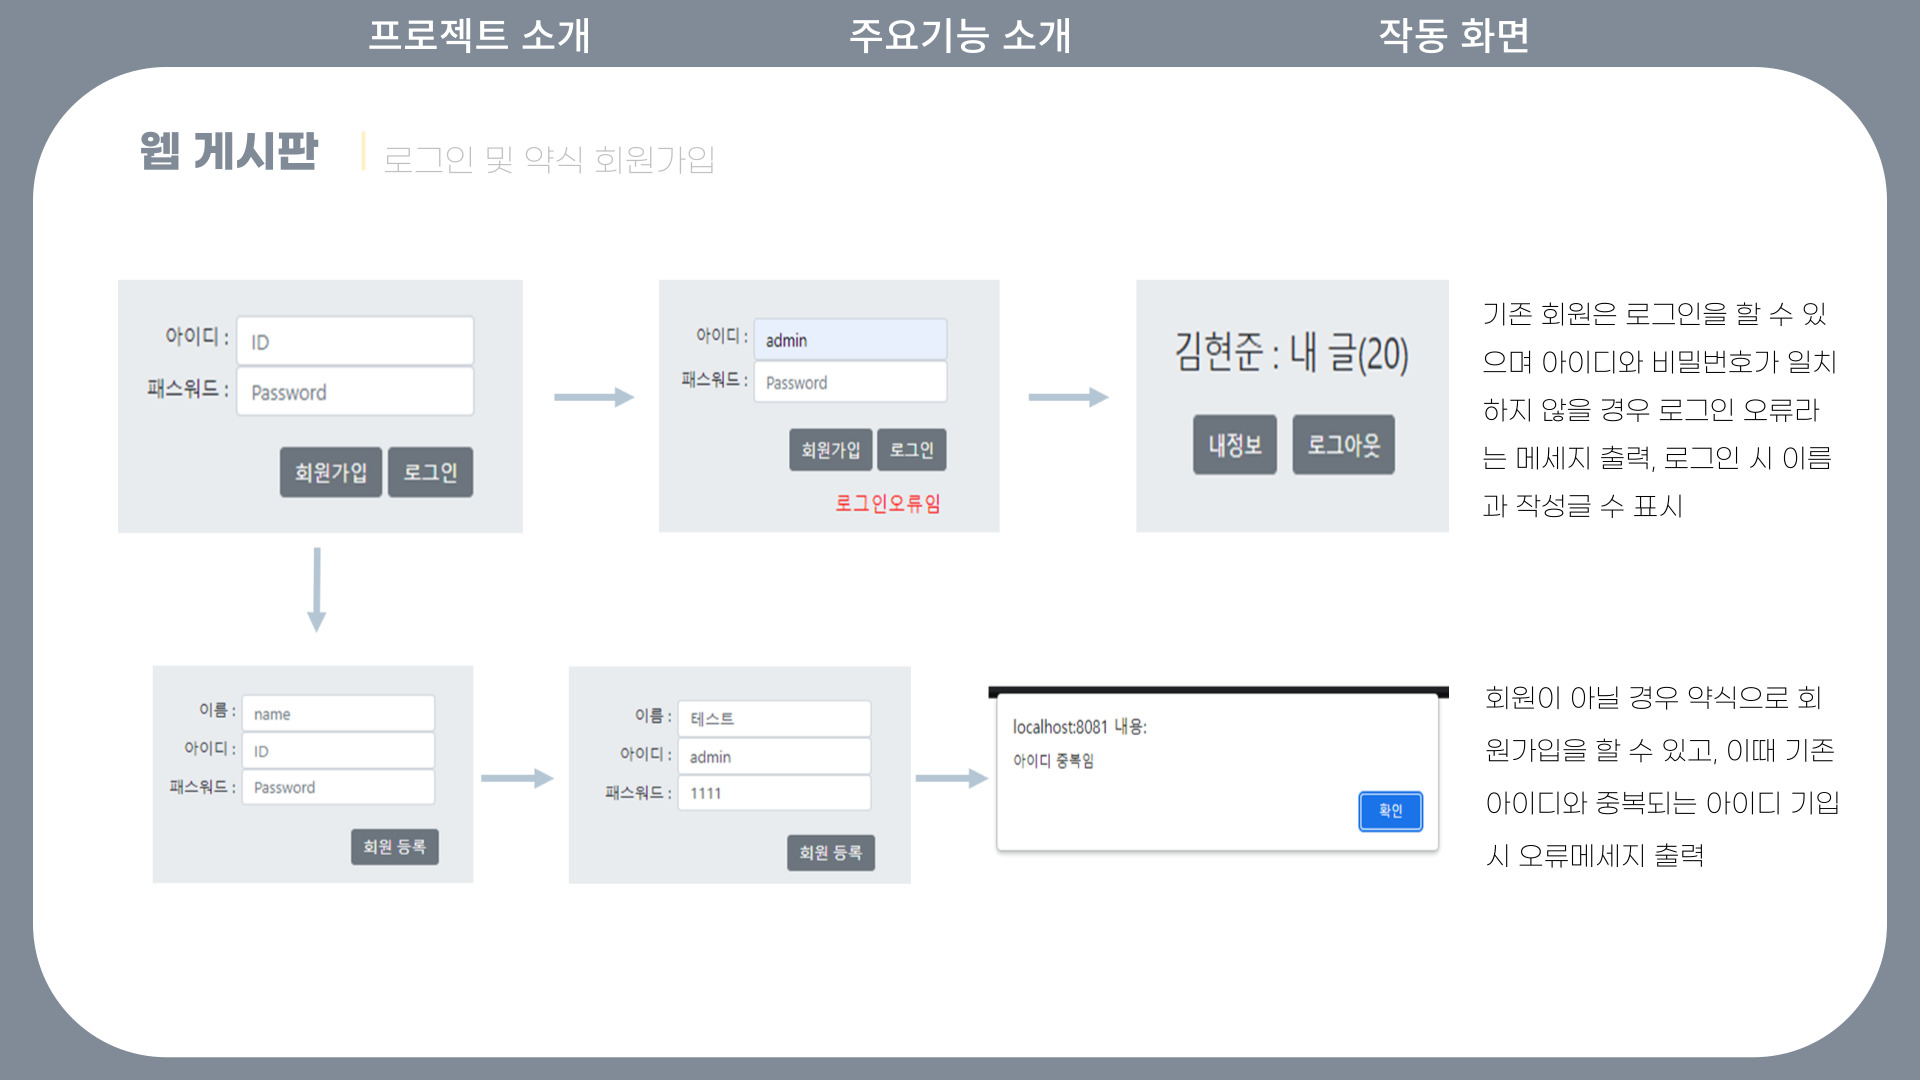 프로젝트 소개
주요기능 소개
작동 화면
웹 게시판
로그인 및 약식 회원가입
아이디 : ID
패스워드 : Password
회원가입 로그인
아이디 : admin
패스워드 : Password
회원가입 로그인
로그인오류임
김현준 : 내 글(20)
내정보 로그아웃
기존 회원은 로그인을 할 수 있
으며 아이디와 비밀번호가 일치
하지 않을 경우 로그인 오류라
는 메세지 출력, 로그인 시 이름
과 작성글 수 표시
이름 : name
아이디 : ID
패스워드 : Password
회원 등록
이름 : 테스트
아이디 : admin
패스워드 : 1111
회원 등록
localhost:8081 내용:
아이디 중복임
확인
회원이 아닐 경우 약식으로 회
원가입을 할 수 있고, 이때 기존
아이디와 중복되는 아이디 기입
시 오류메세지 출력